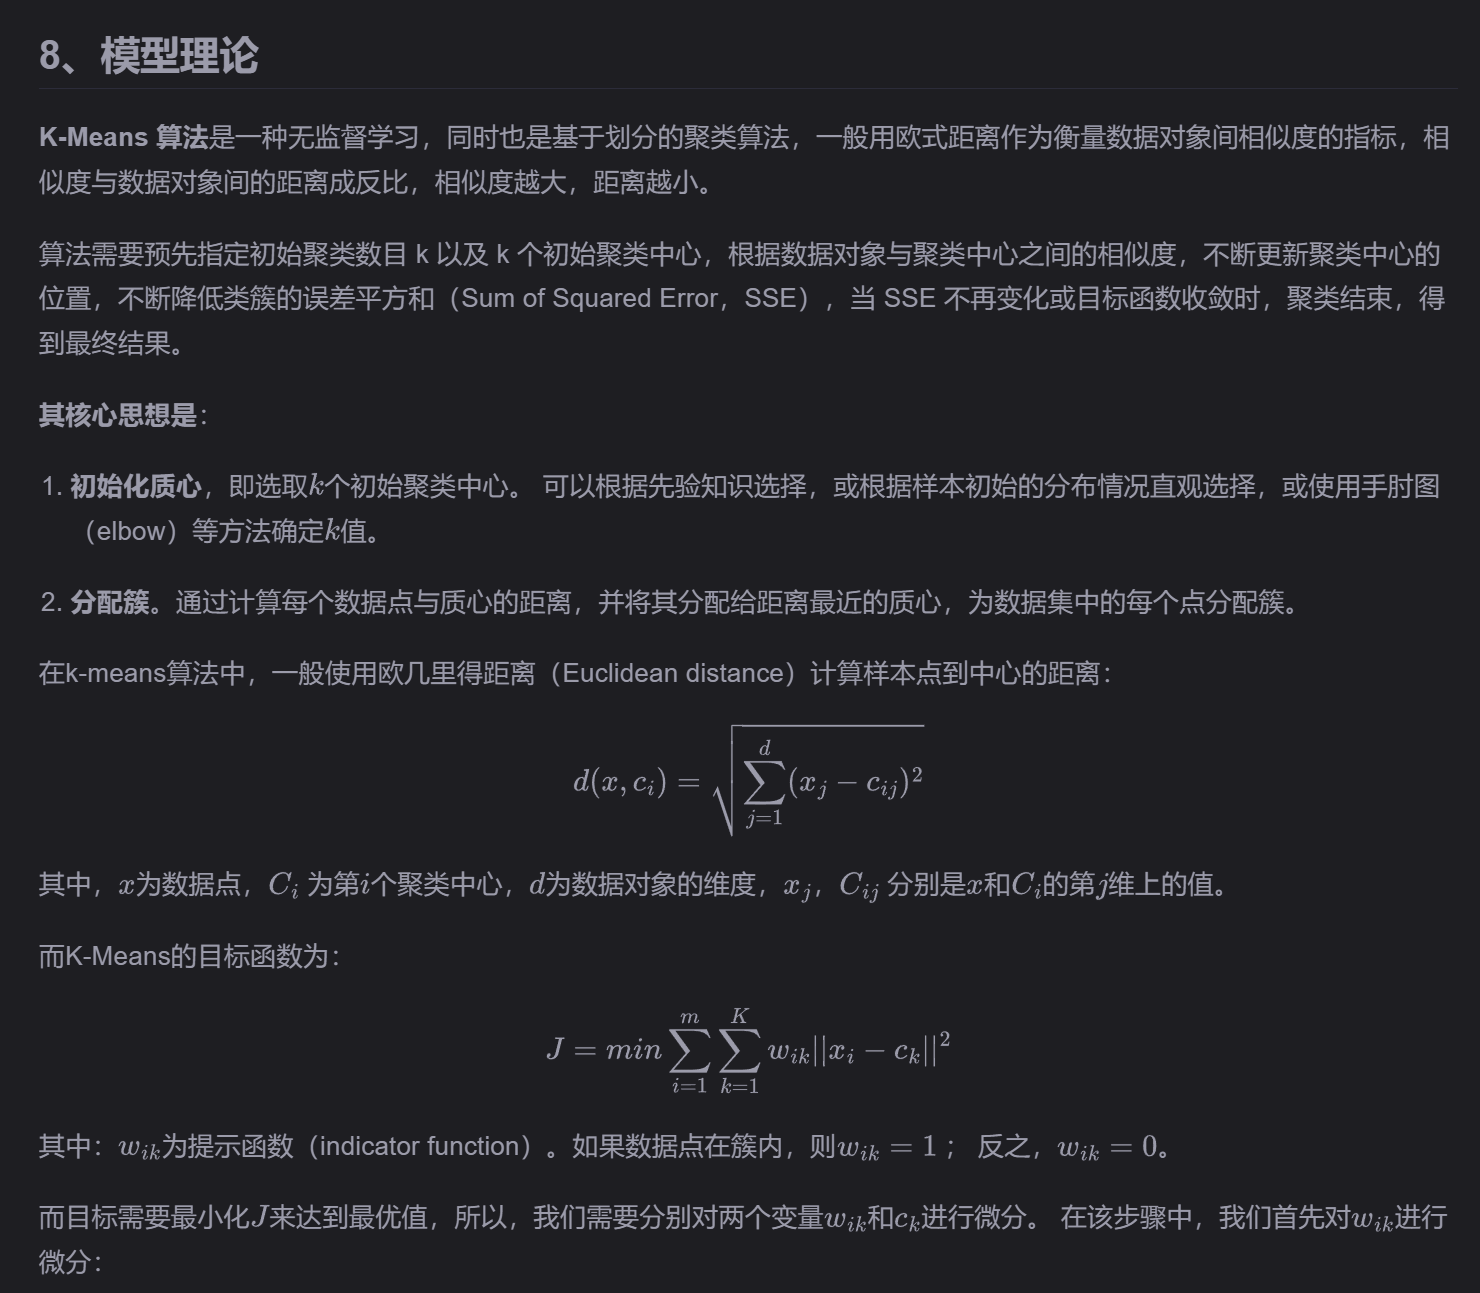 8、模型理论
K-Means 算法是一种无监督学习，同时也是基于划分的聚类算法，一般用欧式距离作为衡量数据对象间相似度的指标，相
似度与数据对象间的距离成反比，相似度越大，距离越小。
算法需要预先指定初始聚类数目 k 以及 k 个初始聚类中心，根据数据对象与聚类中心之间的相似度，不断更新聚类中心的
位置，不断降低类簇的误差平方和（Sum of Squared Error，SSE），当 SSE 不再变化或目标函数收敛时，聚类结束，得
到最终结果。
其核心思想是：
1. 初始化质心，即选取k个初始聚类中心。 可以根据先验知识选择，或根据样本初始的分布情况直观选择，或使用手肘图
（elbow）等方法确定k值。
2. 分配簇。通过计算每个数据点与质心的距离，并将其分配给距离最近的质心，为数据集中的每个点分配簇。
在k-means算法中，一般使用欧几里得距离（Euclidean distance）计算样本点到中心的距离：
$d(x, c_i) = \sqrt{\sum_{j=1}^{d}(x_j - c_{ij})^2}$
其中，$x$为数据点，$C_i$ 为第$i$个聚类中心，$d$为数据对象的维度，$x_j$，$C_{ij}$ 分别是$x$和$C_i$的第$j$维上的值。
而K-Means的目标函数为：
$J = min \sum_{i=1}^{m} \sum_{k=1}^{K} w_{ik}||x_i - c_k||^2$
其中：$w_{ik}$为提示函数（indicator function）。如果数据点在簇内，则$w_{ik} = 1$； 反之，$w_{ik} = 0$。
而目标需要最小化$J$来达到最优值，所以，我们需要分别对两个变量$w_{ik}$和$c_k$进行微分。 在该步骤中，我们首先对$w_{ik}$进行
微分：